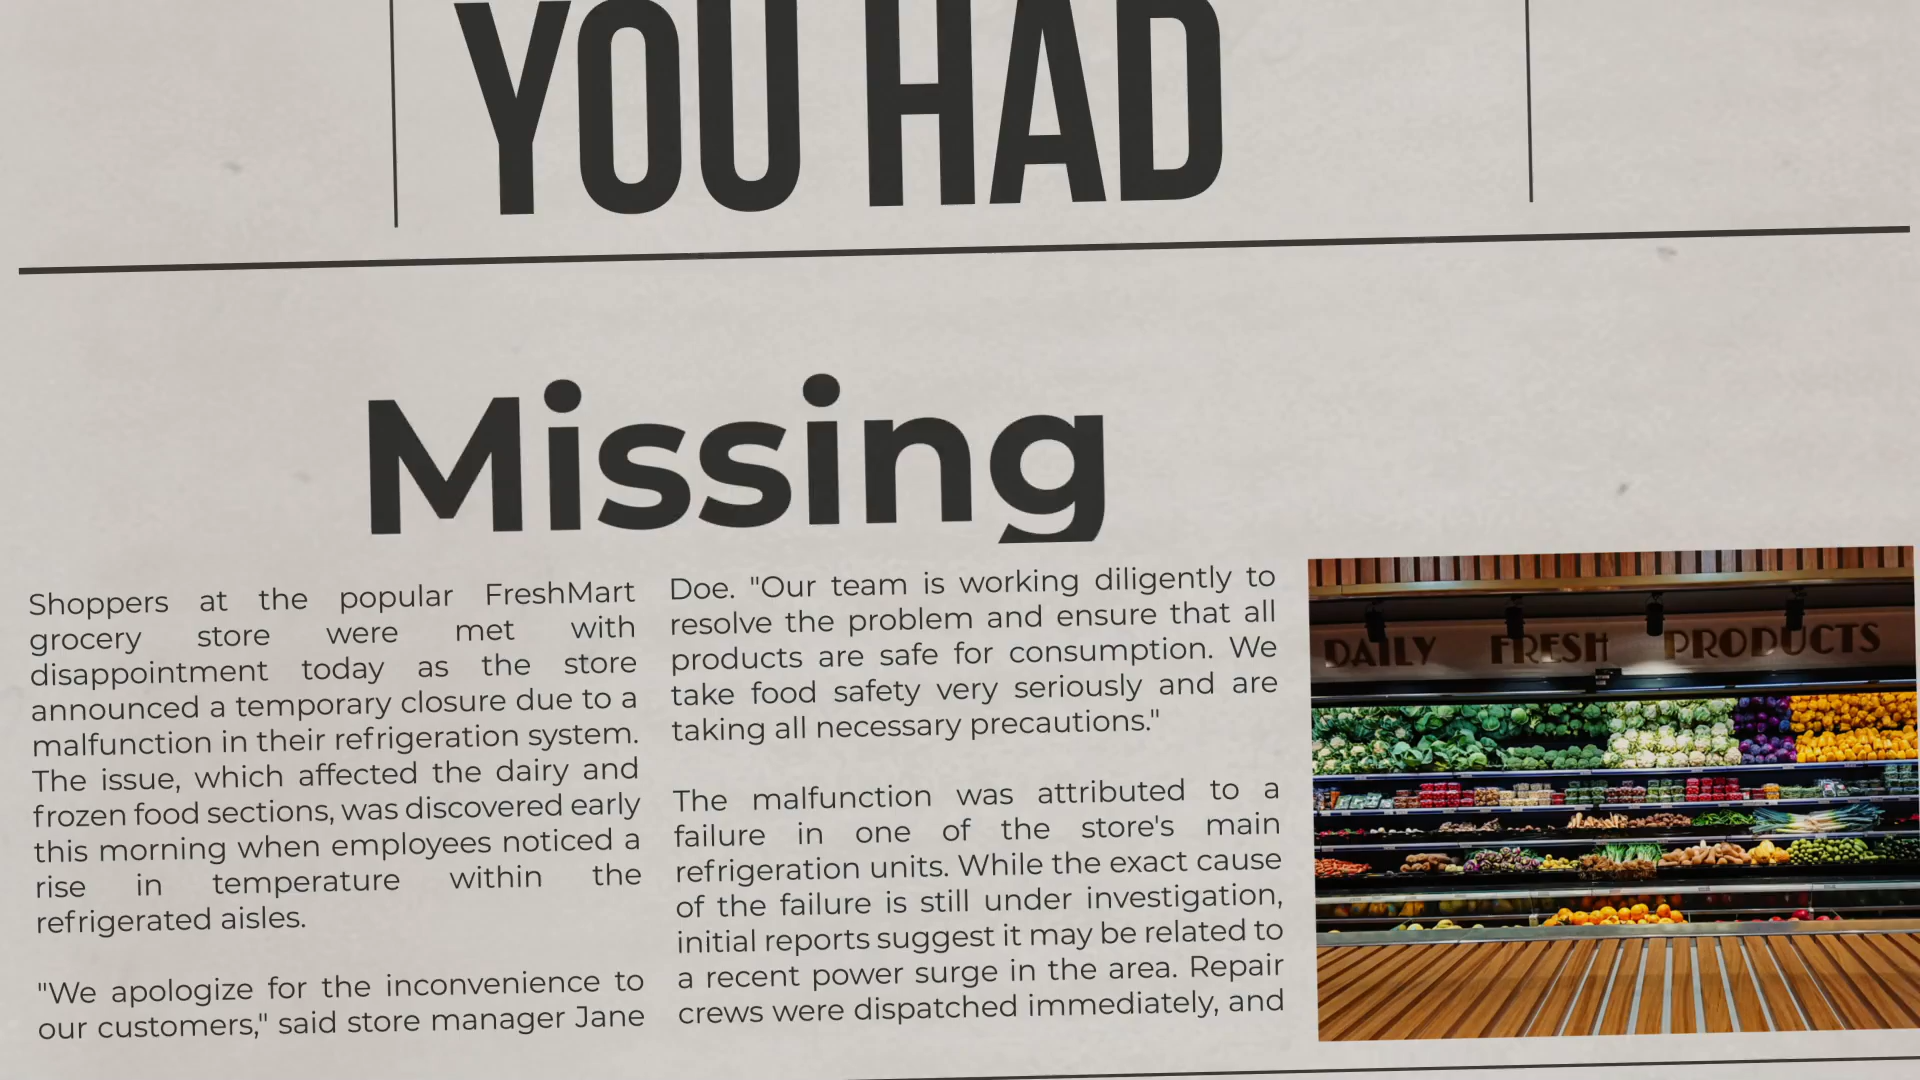 YOU HAD
Missing
Shoppers at the popular FreshMart
grocery store were met with
disappointment today as the store
announced a temporary closure due to a
malfunction in their refrigeration system.
The issue, which affected the dairy and
frozen food sections, was discovered early
this morning when employees noticed a
rise in temperature within the
refrigerated aisles.
"We apologize for the inconvenience to
our customers," said store manager Jane
Doe. "Our team is working diligently to
resolve the problem and ensure that all
products are safe for consumption. We
take food safety very seriously and are
taking all necessary precautions."
The malfunction was attributed to a
failure in one of the store's main
refrigeration units. While the exact cause
of the failure is still under investigation,
initial reports suggest it may be related to
a recent power surge in the area. Repair
crews were dispatched immediately, and
DAILY FRESH PRODUCTS